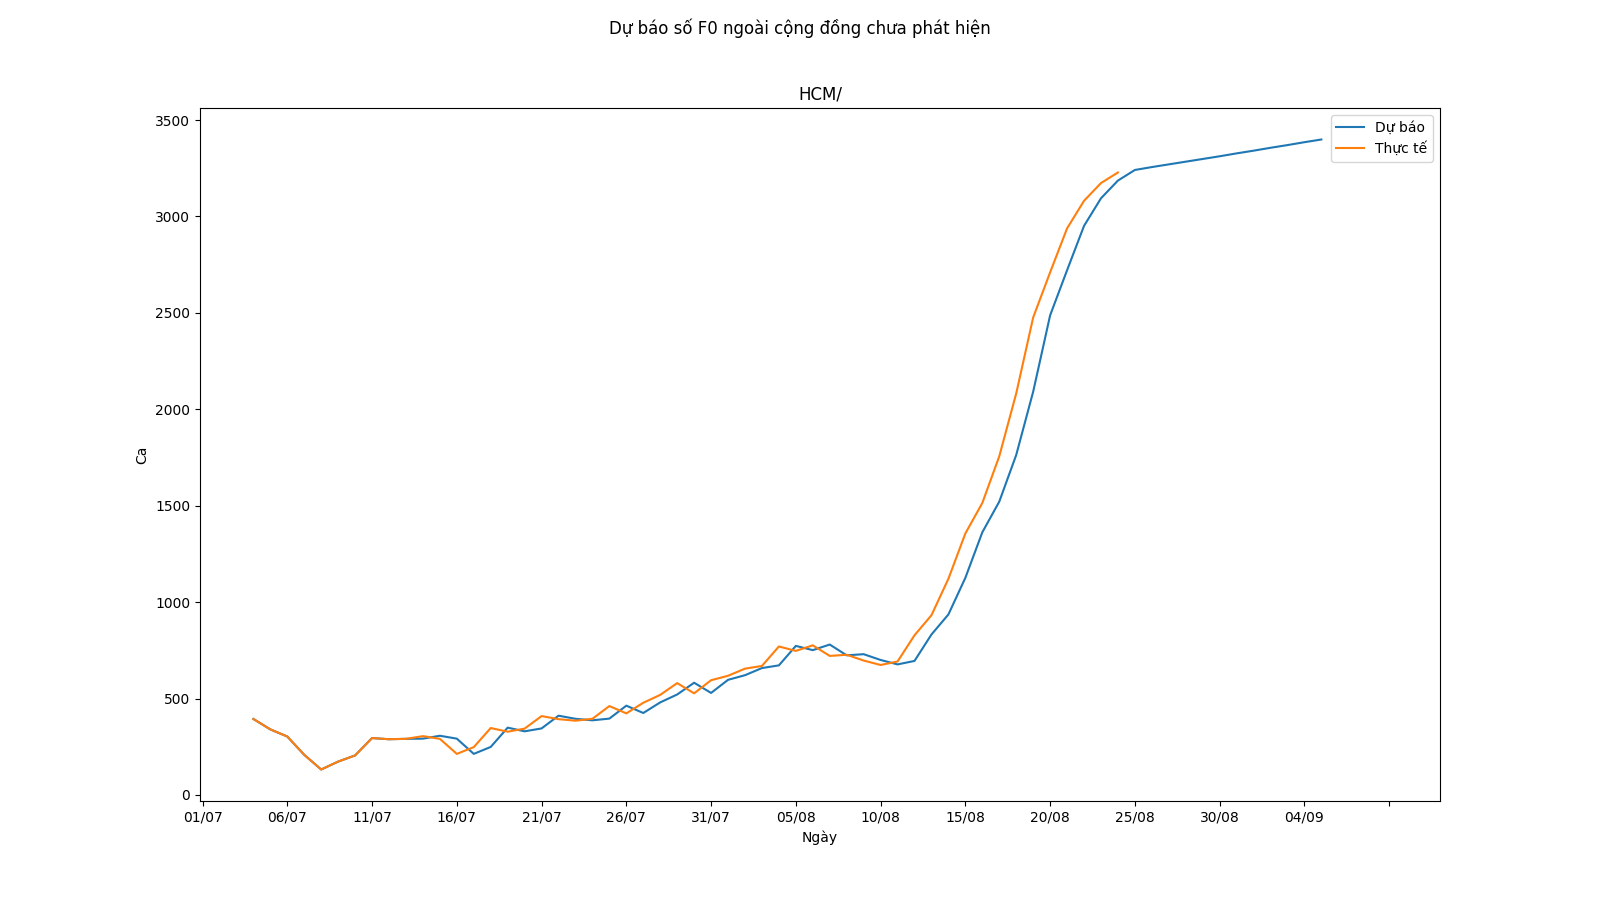 Dự báo số F0 ngoài cộng đồng chưa phát hiện
HCM/
Dự báo
Thực tế
3500
3000
2500
2000
1500
1000
500
0
Ca
01/07 06/07 11/07 16/07 21/07 26/07 31/07 05/08 10/08 15/08 20/08 25/08 30/08 04/09
Ngày